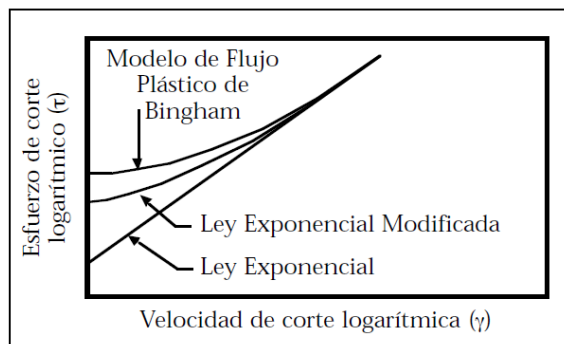 Modelo de Flujo
Plástico de
Bingham
Esfuerzo de corte
logarítmico (τ)
Ley Exponencial Modificada
Ley Exponencial
Velocidad de corte logarítmica (γ)